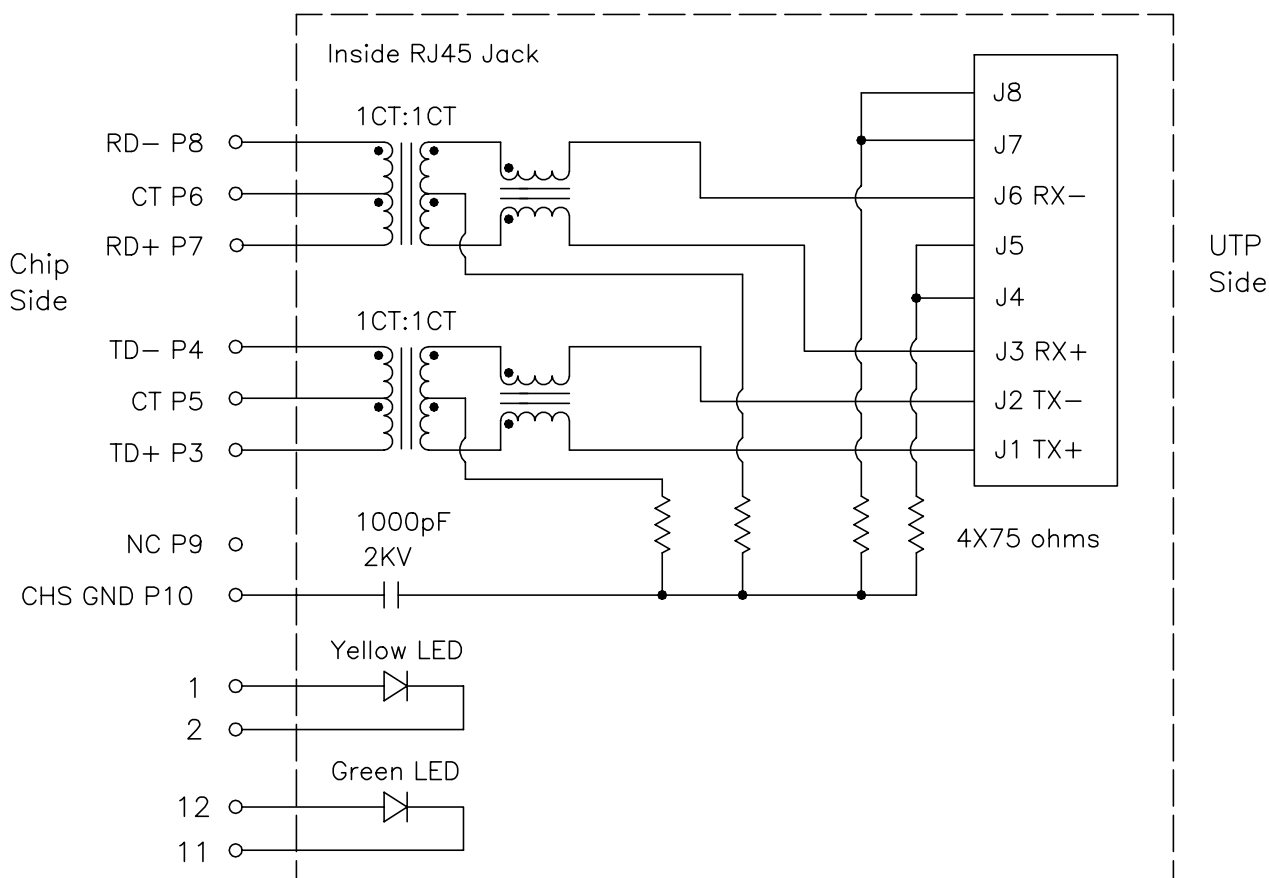 Inside RJ45 Jack
1CT:1CT
RD- P8
CT P6
RD+ P7
Chip
Side
1CT:1CT
TD- P4
CT P5
TD+ P3
J8
J7
J6 RX-
J5
J4
J3 RX+
J2 TX-
J1 TX+
UTP
Side
4X75 ohms
1000pF
2KV
NC P9
CHS GND P10
Yellow LED
1
2
Green LED
12
11